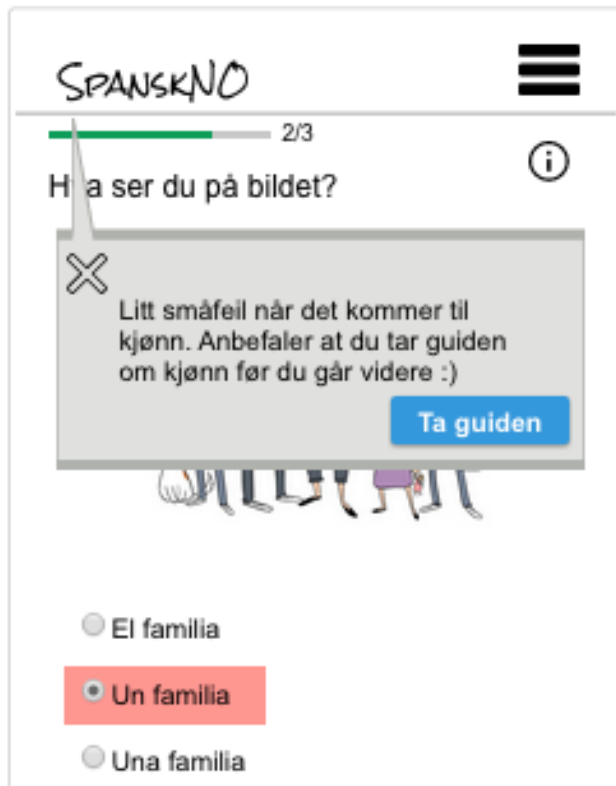 SPANSKNO
2/3
Hva ser du på bildet?
Litt småfeil når det kommer til
kjønn. Anbefaler at du tar guiden
om kjønn før du går videre :)
Ta guiden
El familia
Un familia
Una familia